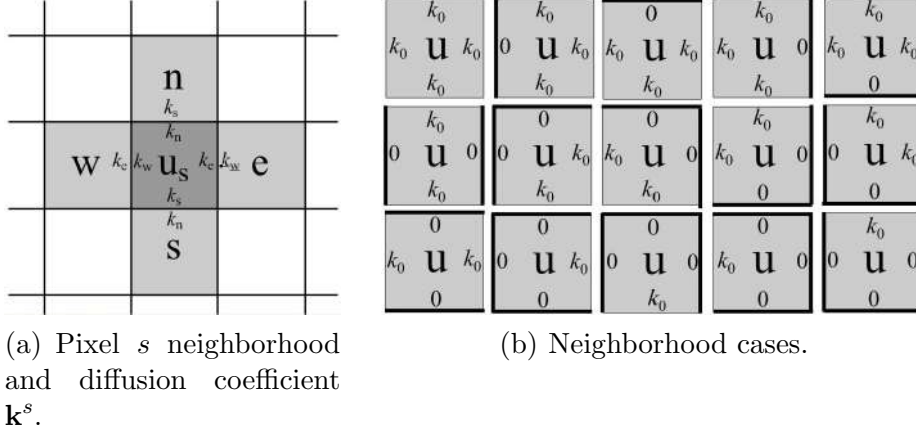 n
k_s
k_n
w k_e k_w u_s k_e k_w e
k_s
k_n
s
(a) Pixel s neighborhood
and diffusion coefficient
k^s.
k_0 k_0 0 k_0 k_0
k_0 u k_0 0 u k_0 k_0 u k_0 k_0 u 0 k_0 u k_0
k_0 k_0 k_0 k_0 0
k_0 0 0 k_0 k_0
0 u 0 0 u k_0 k_0 u 0 k_0 u 0 0 u k_0
k_0 k_0 k_0 0 0
0 0 0 0 k_0
k_0 u k_0 0 u k_0 0 u 0 k_0 u 0 0 u 0
0 0 k_0 0 0
(b) Neighborhood cases.